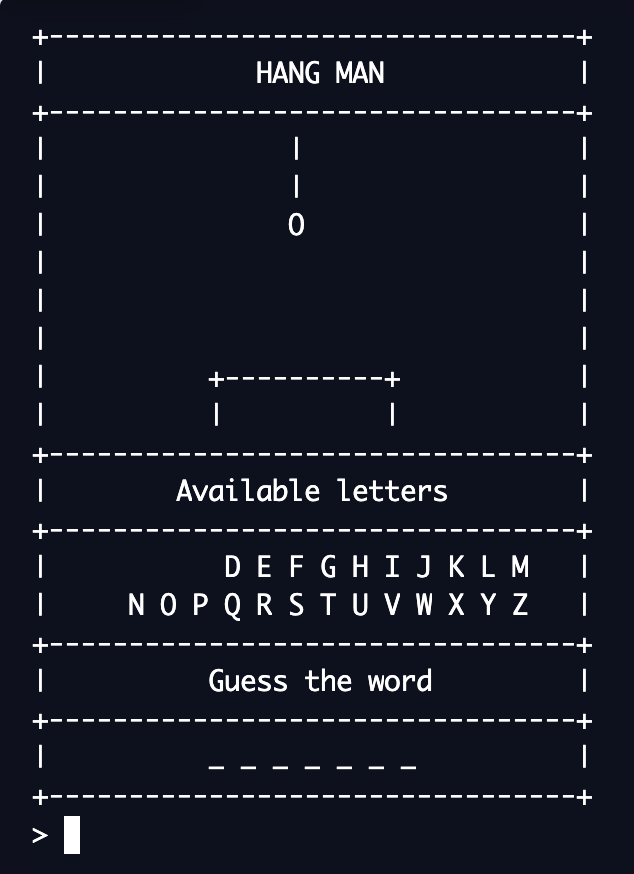 +---------------------------------+
|             HANG MAN            |
+---------------------------------+
|               |                 |
|               |                 |
|               O                 |
|                                 |
|                                 |
|                                 |
|          +----------+           |
|          |          |           |
+---------------------------------+
|        Available letters        |
+---------------------------------+
|           D E F G H I J K L M   |
|     N O P Q R S T U V W X Y Z   |
+---------------------------------+
|          Guess the word         |
+---------------------------------+
|          _ _ _ _ _ _ _          |
+---------------------------------+
>